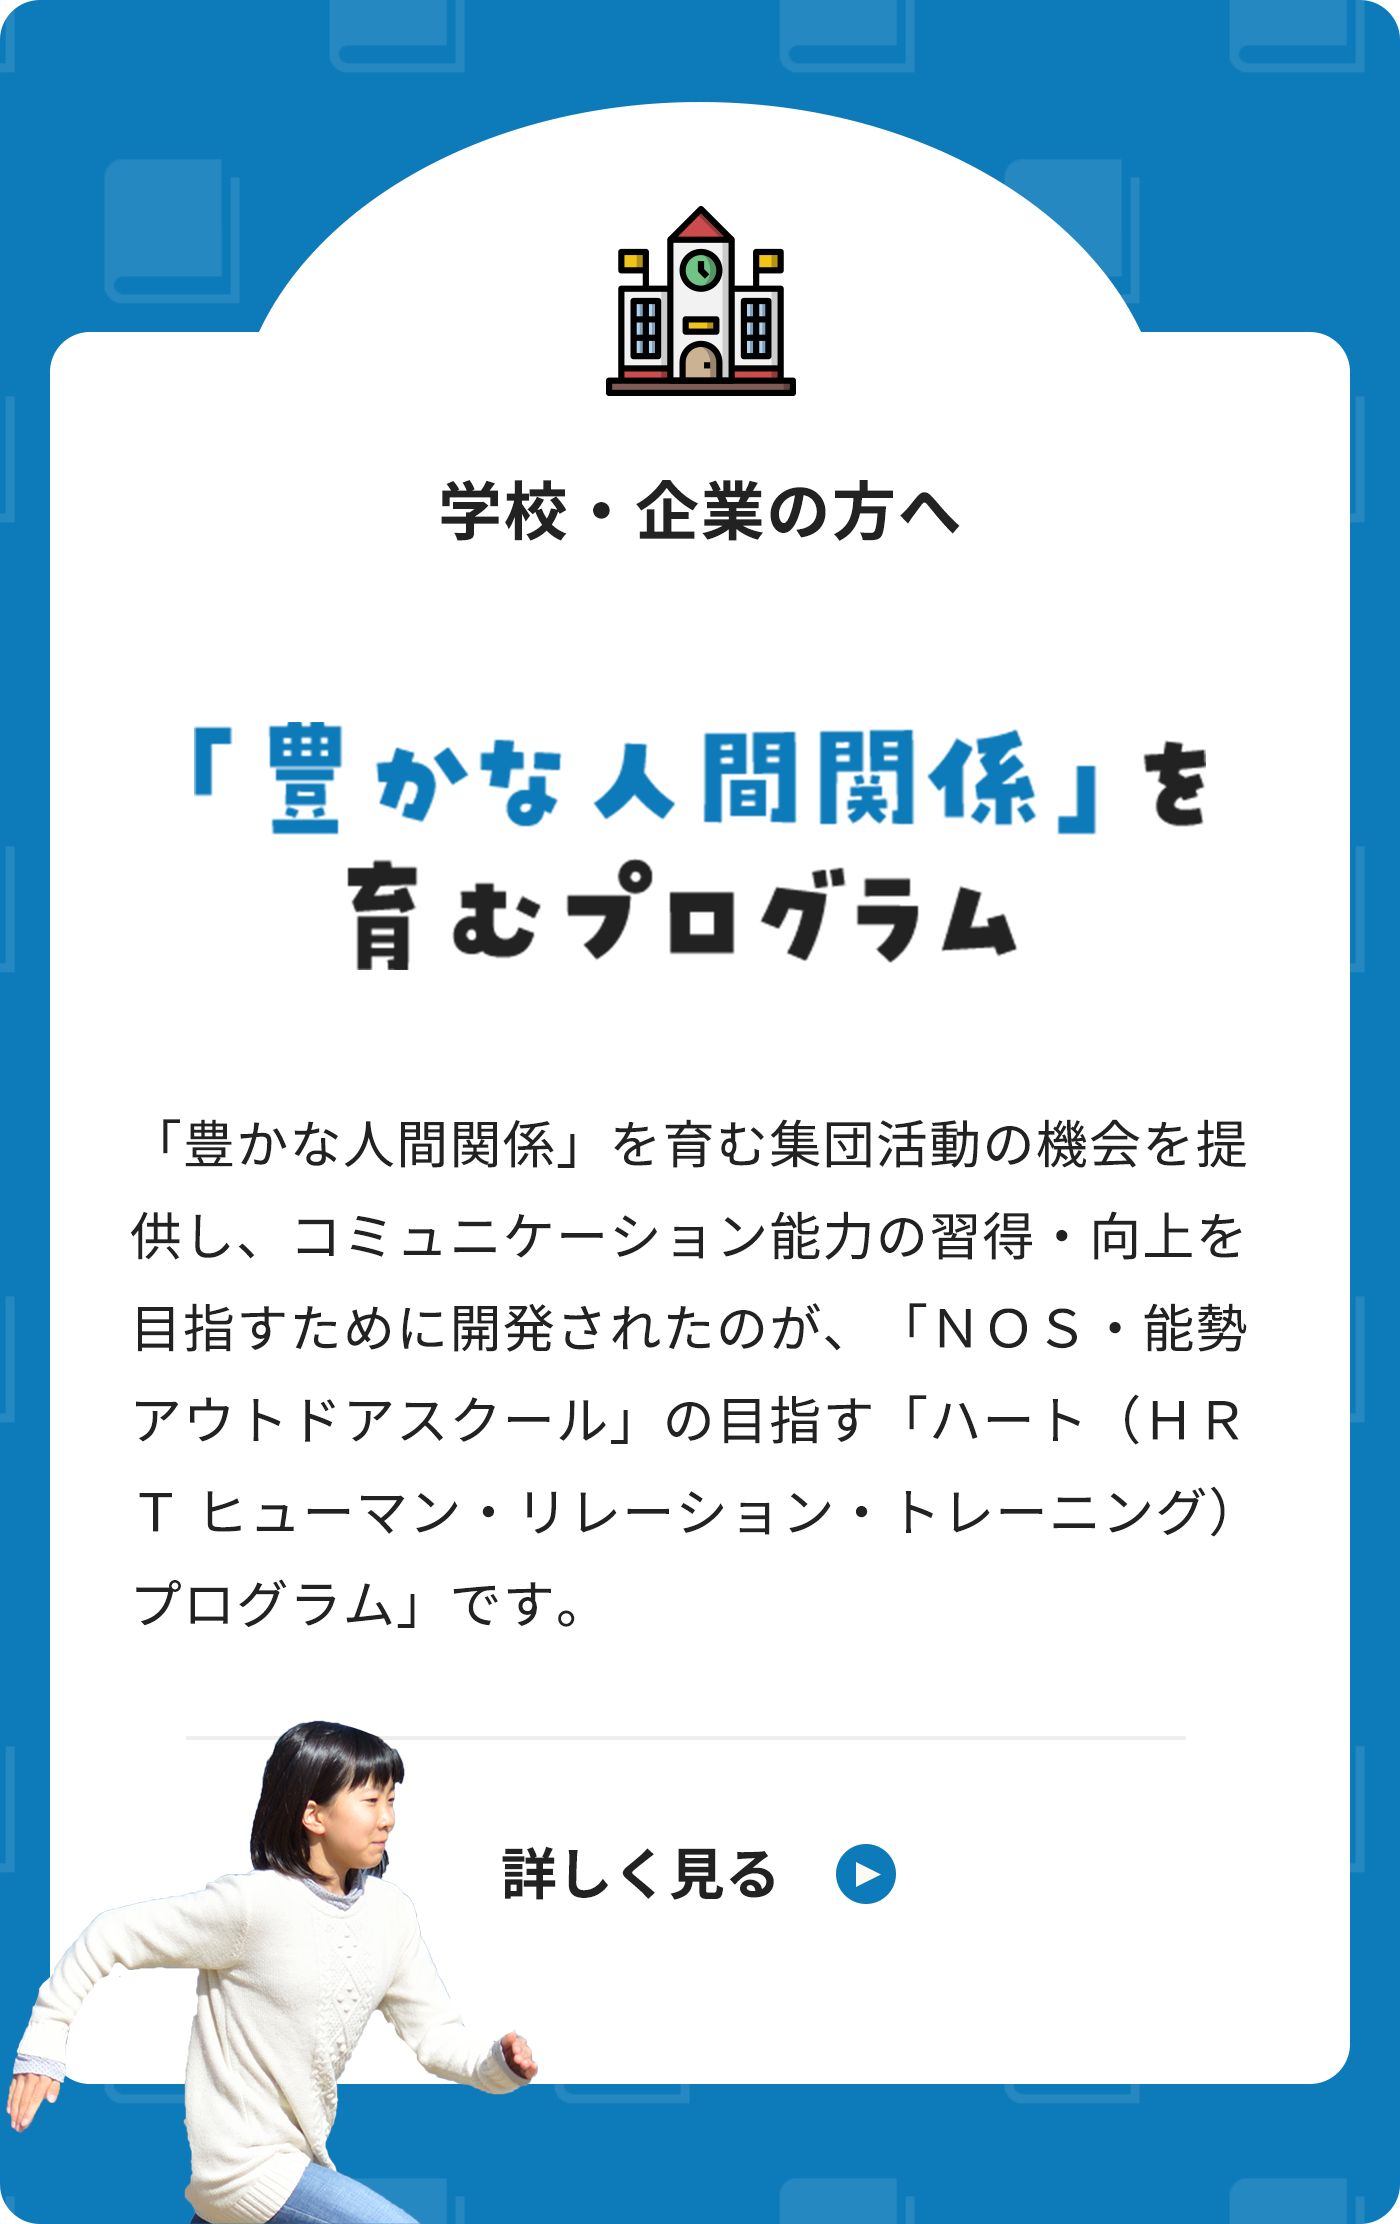 学校・企業の方へ
「豊かな人間関係」を
育むプログラム
「豊かな人間関係」を育む集団活動の機会を提
供し、コミュニケーション能力の習得・向上を
目指すために開発されたのが、「ＮＯＳ・能勢
アウトドアスクール」の目指す「ハート（ＨＲ
Ｔ ヒューマン・リレーション・トレーニング）
プログラム」です。
詳しく見る